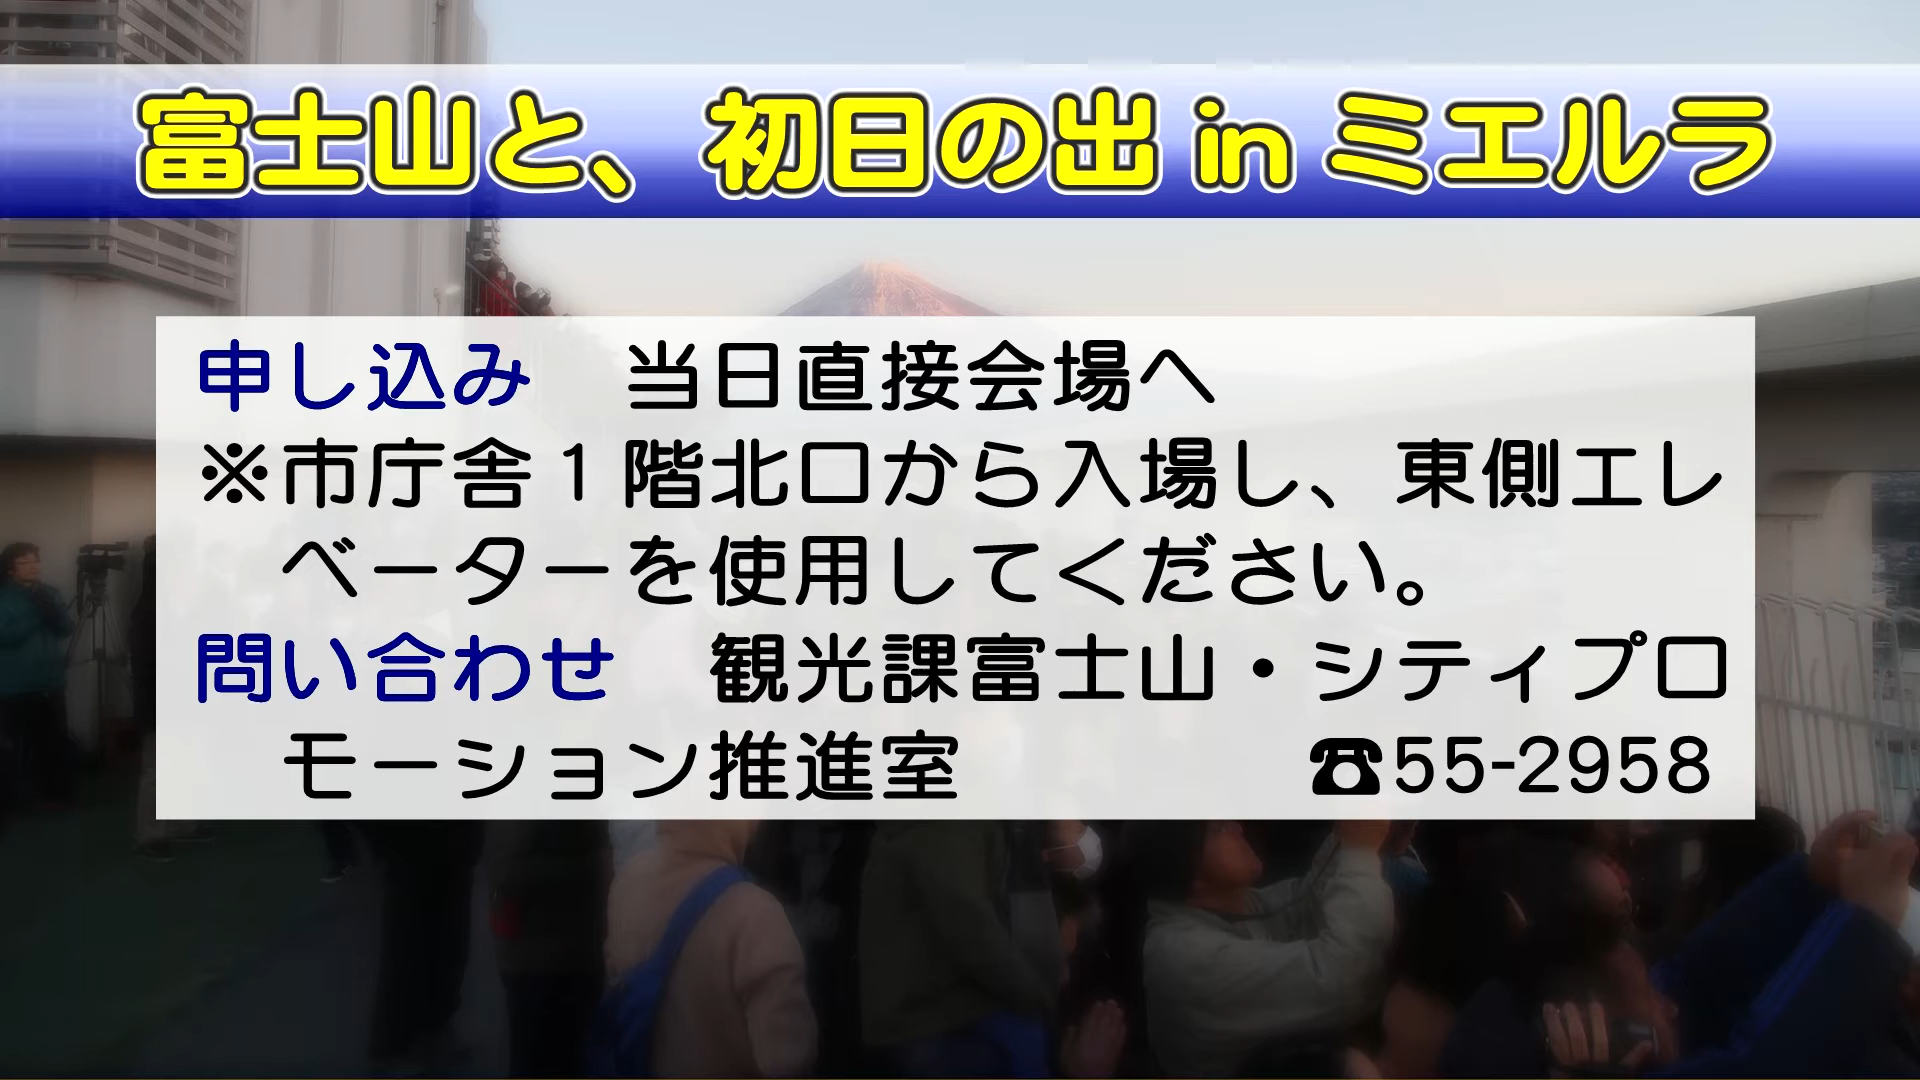 富士山と、初日の出 in ミエルラ
申し込み　当日直接会場へ
※市庁舎１階北口から入場し、東側エレ
ベーターを使用してください。
問い合わせ　観光課富士山・シティプロ
モーション推進室　☎55-2958